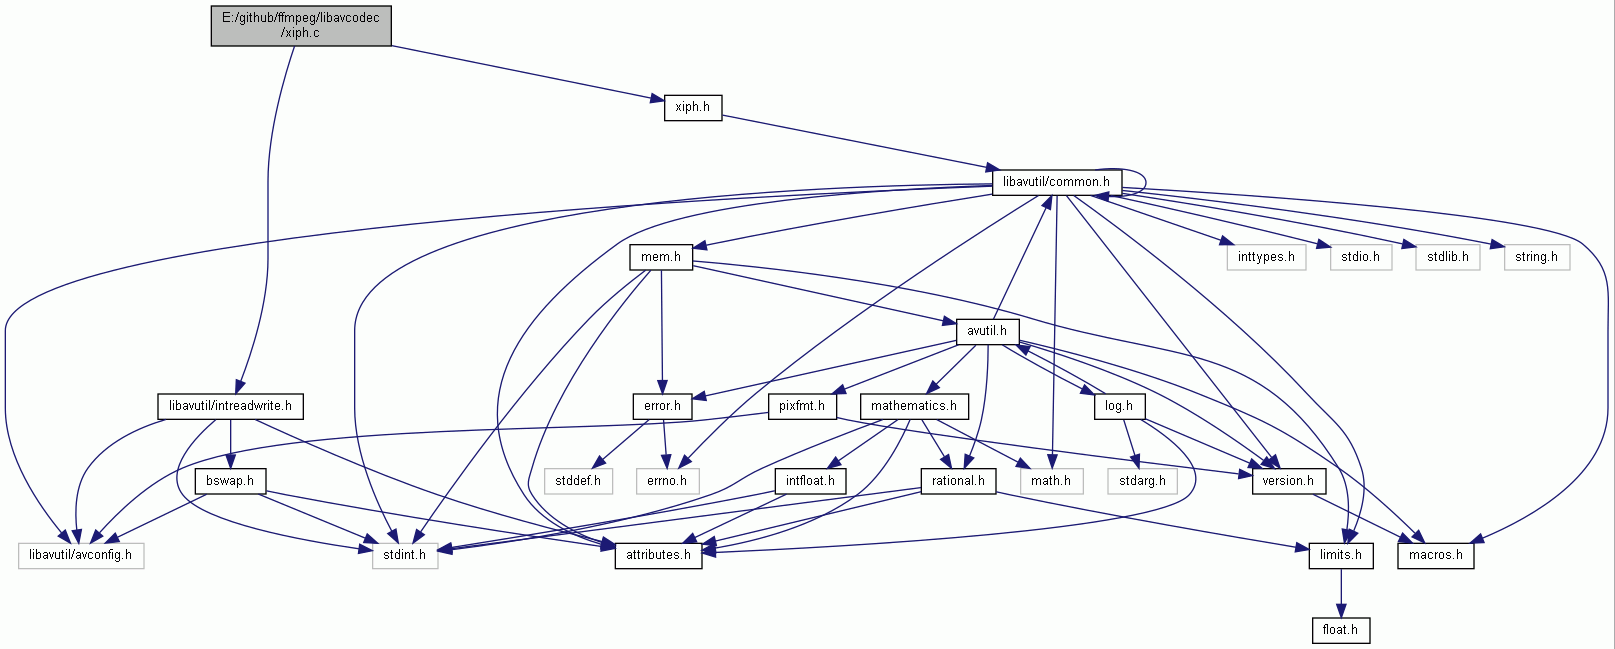 E:/github/ffmpeg/libavcodec
/xiph.c
xiph.h
libavutil/common.h
mem.h
inttypes.h
stdio.h
stdlib.h
string.h
avutil.h
libavutil/intreadwrite.h
error.h
pixfmt.h
mathematics.h
log.h
bswap.h
stddef.h
errno.h
intfloat.h
rational.h
math.h
stdarg.h
version.h
libavutil/avconfig.h
stdint.h
attributes.h
limits.h
macros.h
float.h